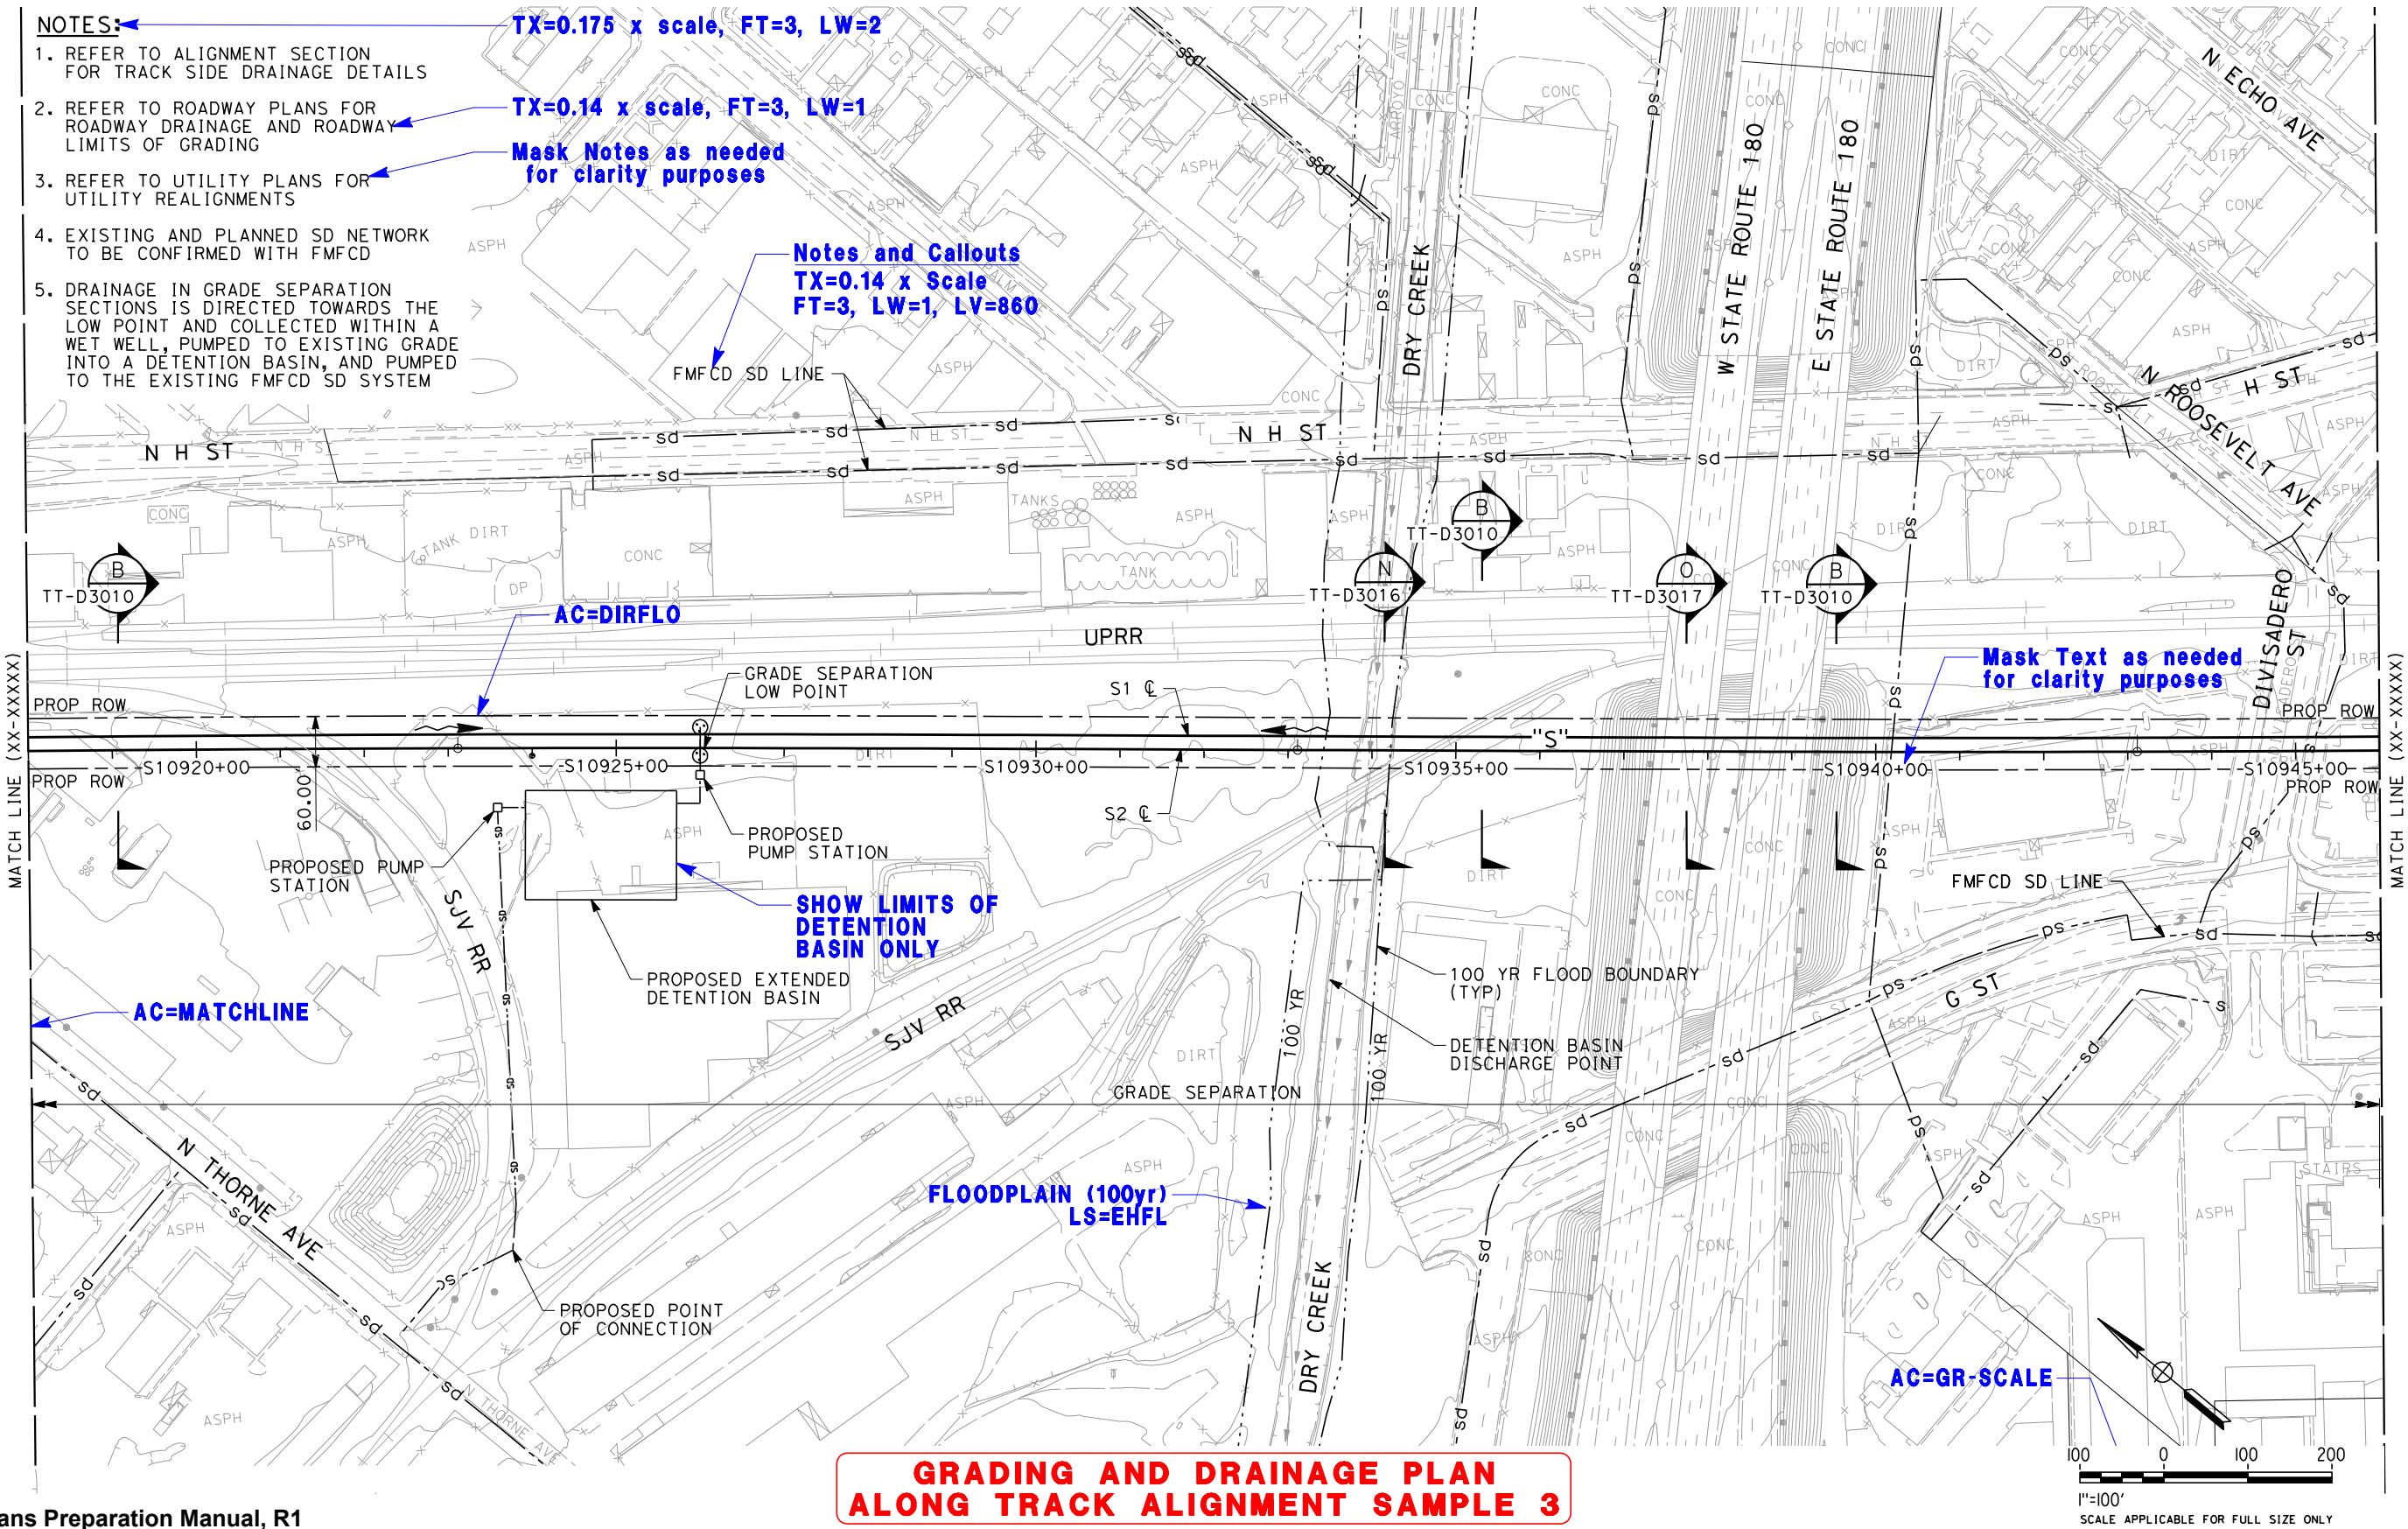 NOTES:
1. REFER TO ALIGNMENT SECTION
FOR TRACK SIDE DRAINAGE DETAILS
2. REFER TO ROADWAY PLANS FOR
ROADWAY DRAINAGE AND ROADWAY
LIMITS OF GRADING
3. REFER TO UTILITY PLANS FOR
UTILITY REALIGNMENTS
4. EXISTING AND PLANNED SD NETWORK
TO BE CONFIRMED WITH FMFCD
5. DRAINAGE IN GRADE SEPARATION
SECTIONS IS DIRECTED TOWARDS THE
LOW POINT AND COLLECTED WITHIN A
WET WELL, PUMPED TO EXISTING GRADE
INTO A DETENTION BASIN, AND PUMPED
TO THE EXISTING FMFCD SD SYSTEM
TX=0.175 x scale, FT=3, LW=2
TX=0.14 x scale, FT=3, LW=1
Mask Notes as needed
for clarity purposes
Notes and Callouts
TX=0.14 x Scale
FT=3, LW=1, LV=860
FMFCD SD LINE
N H ST
N H ST
DRY CREEK
W STATE ROUTE 180
E STATE ROUTE 180
N ECHO AVE
N ROOSEVELT AVE
H ST
DIVISADERO
ST
B
TT-D3010
B
TT-D3010
N
TT-D3016
O
TT-D3017
B
TT-D3010
TANKS
TANK
TANK
DP
AC=DIRFLO
UPRR
GRADE SEPARATION
LOW POINT
S1 ℄
S2 ℄
"S"
Mask Text as needed
for clarity purposes
MATCH LINE (XX-XXXXX)
MATCH LINE (XX-XXXXX)
PROP ROW
PROP ROW
PROP ROW
PROP ROW
S10920+00
S10925+00
S10930+00
S10935+00
S10940+00
S10945+00
60.00'
PROPOSED PUMP
STATION
PROPOSED
PUMP STATION
SHOW LIMITS OF
DETENTION
BASIN ONLY
PROPOSED EXTENDED
DETENTION BASIN
SJV RR
SJV RR
AC=MATCHLINE
FMFCD SD LINE
100 YR FLOOD BOUNDARY
(TYP)
DETENTION BASIN
DISCHARGE POINT
100 YR
100 YR
G ST
GRADE SEPARATION
N THORNE AVE
FLOODPLAIN (100yr)
LS=EHFL
DRY CREEK
STAIRS
PROPOSED POINT
OF CONNECTION
AC=GR-SCALE
100 0 100 200
1"=100'
SCALE APPLICABLE FOR FULL SIZE ONLY
GRADING AND DRAINAGE PLAN
ALONG TRACK ALIGNMENT SAMPLE 3
ans Preparation Manual, R1